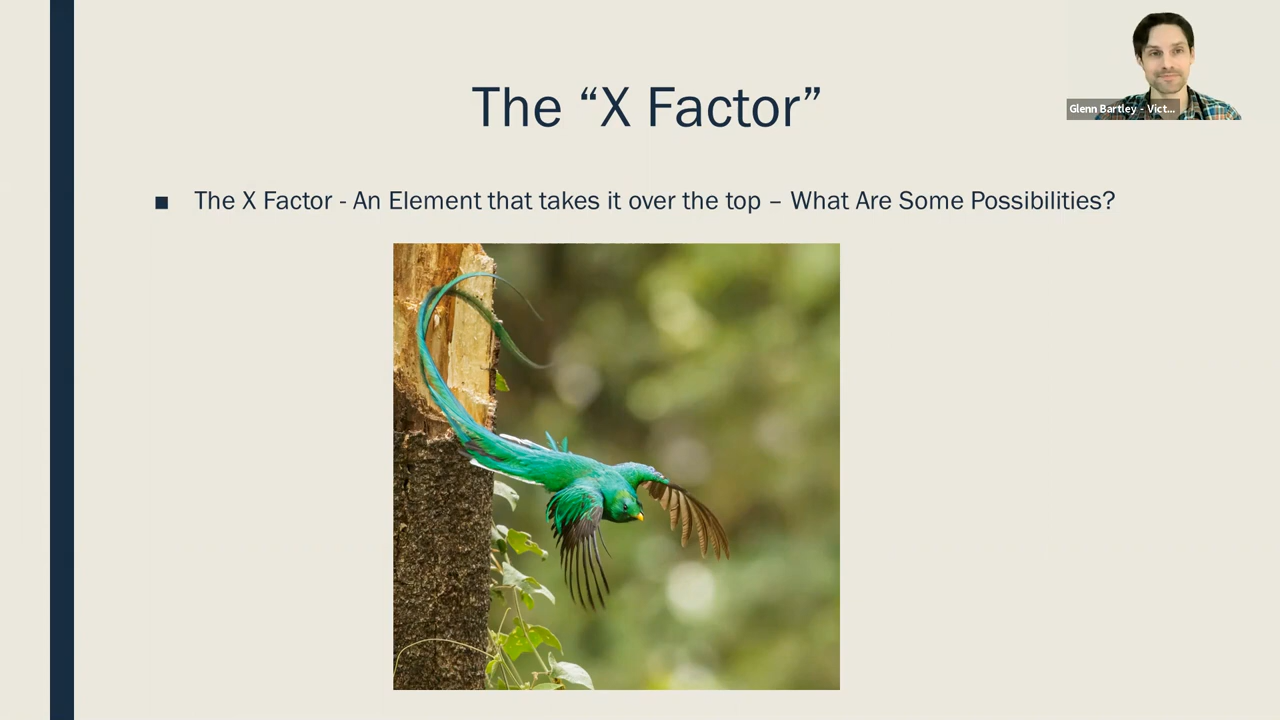 The “X Factor”
■ The X Factor - An Element that takes it over the top – What Are Some Possibilities?
Glenn Bartley - Vict...